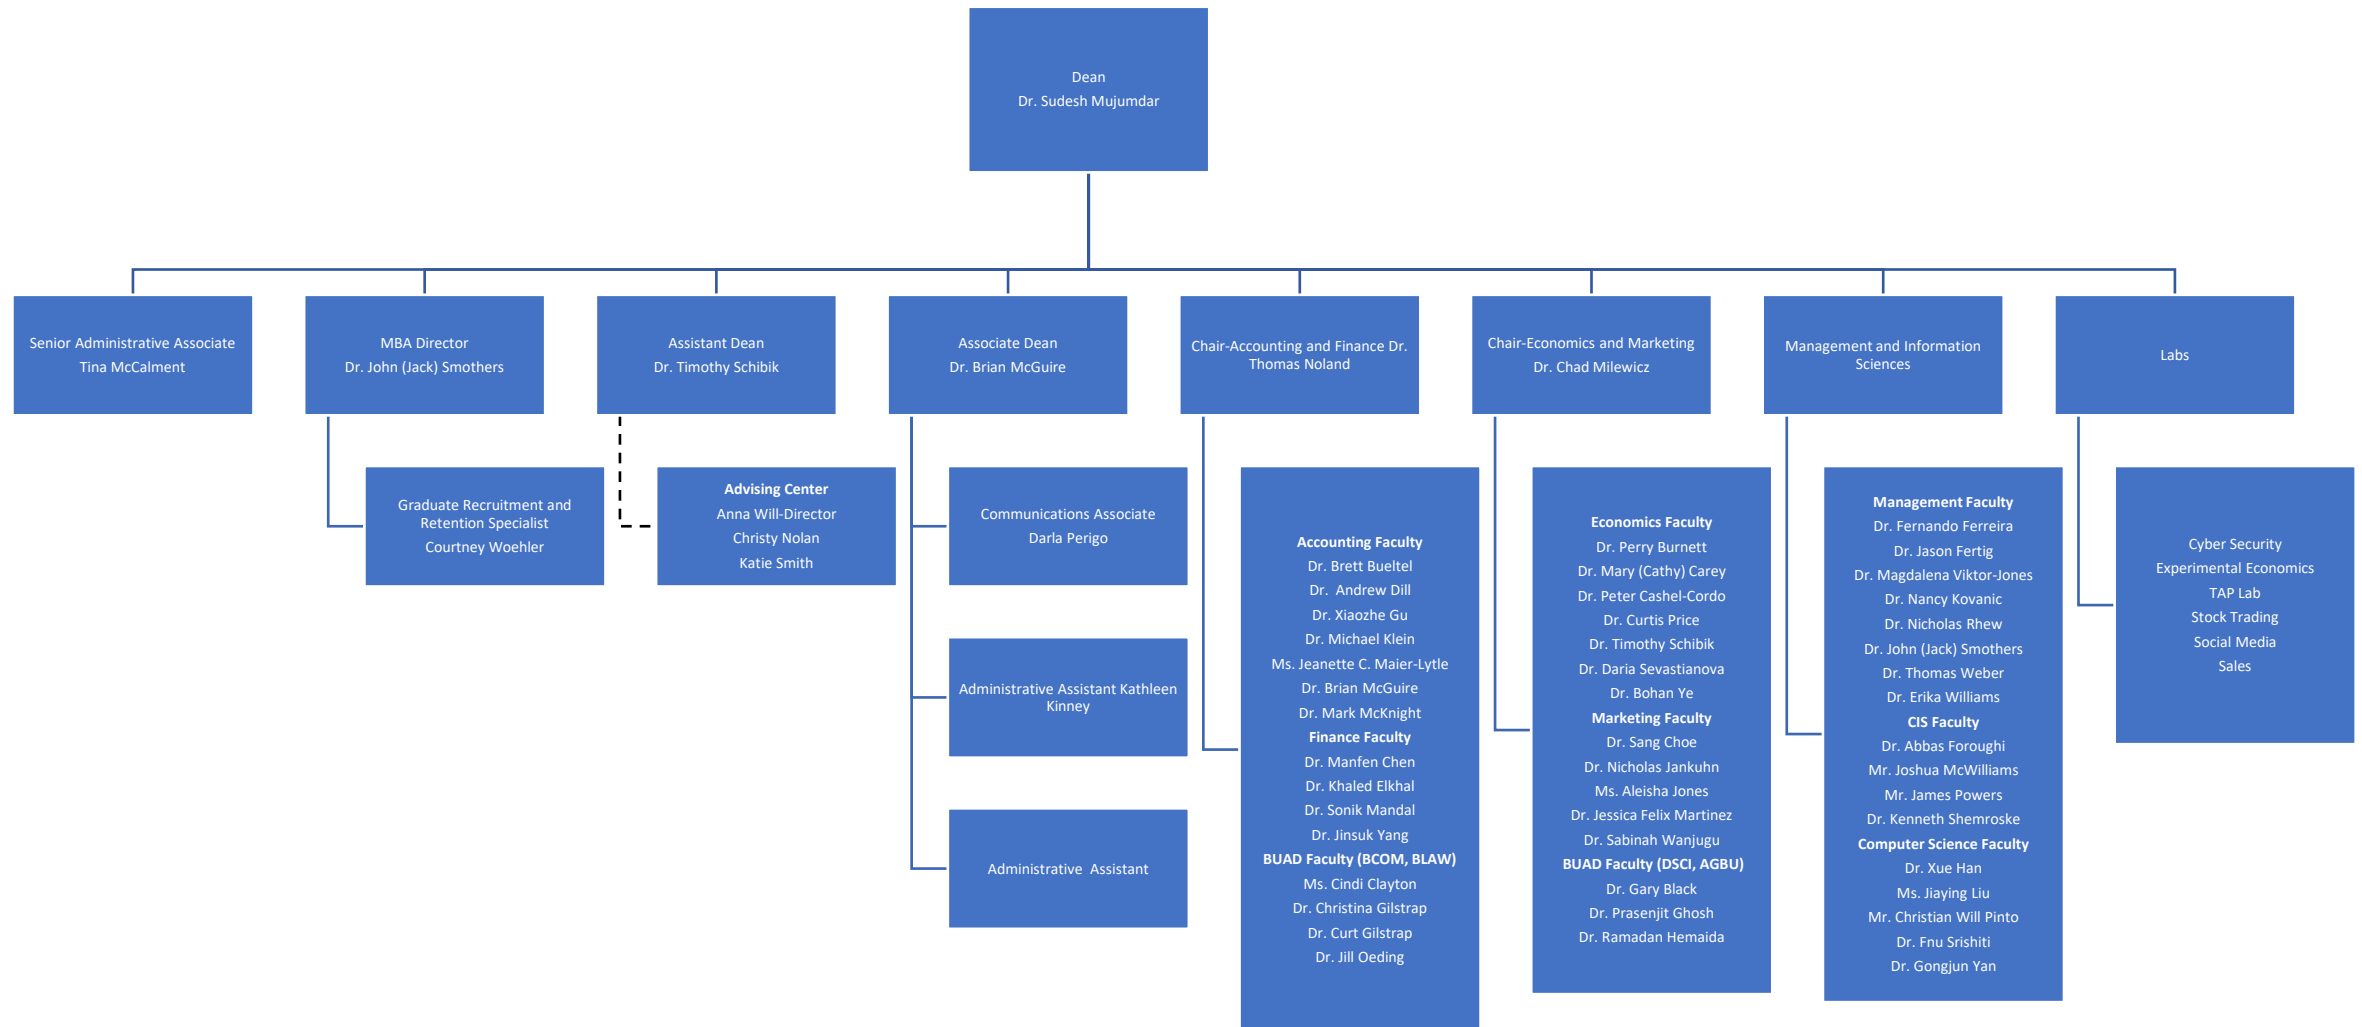 Dean
Dr. Sudesh Mujumdar
Senior Administrative Associate
Tina McCalment
MBA Director
Dr. John (Jack) Smothers
Assistant Dean
Dr. Timothy Schibik
Associate Dean
Dr. Brian McGuire
Chair-Accounting and Finance Dr.
Thomas Noland
Chair-Economics and Marketing
Dr. Chad Milewicz
Management and Information
Sciences
Labs
Graduate Recruitment and
Retention Specialist
Courtney Woehler
Advising Center
Anna Will-Director
Christy Nolan
Katie Smith
Communications Associate
Darla Perigo
Administrative Assistant Kathleen
Kinney
Administrative  Assistant
Accounting Faculty
Dr. Brett Bueltel
Dr.  Andrew Dill
Dr. Xiaozhe Gu
Dr. Michael Klein
Ms. Jeanette C. Maier-Lytle
Dr. Brian McGuire
Dr. Mark McKnight
Finance Faculty
Dr. Manfen Chen
Dr. Khaled Elkhal
Dr. Sonik Mandal
Dr. Jinsuk Yang
BUAD Faculty (BCOM, BLAW)
Ms. Cindi Clayton
Dr. Christina Gilstrap
Dr. Curt Gilstrap
Dr. Jill Oeding
Economics Faculty
Dr. Perry Burnett
Dr. Mary (Cathy) Carey
Dr. Peter Cashel-Cordo
Dr. Curtis Price
Dr. Timothy Schibik
Dr. Daria Sevastianova
Dr. Bohan Ye
Marketing Faculty
Dr. Sang Choe
Dr. Nicholas Jankuhn
Ms. Aleisha Jones
Dr. Jessica Felix Martinez
Dr. Sabinah Wanjugu
BUAD Faculty (DSCI, AGBU)
Dr. Gary Black
Dr. Prasenjit Ghosh
Dr. Ramadan Hemaida
Management Faculty
Dr. Fernando Ferreira
Dr. Jason Fertig
Dr. Magdalena Viktor-Jones
Dr. Nancy Kovanic
Dr. Nicholas Rhew
Dr. John (Jack) Smothers
Dr. Thomas Weber
Dr. Erika Williams
CIS Faculty
Dr. Abbas Foroughi
Mr. Joshua McWilliams
Mr. James Powers
Dr. Kenneth Shemroske
Computer Science Faculty
Dr. Xue Han
Ms. Jiaying Liu
Mr. Christian Will Pinto
Dr. Fnu Srishiti
Dr. Gongjun Yan
Cyber Security
Experimental Economics
TAP Lab
Stock Trading
Social Media
Sales